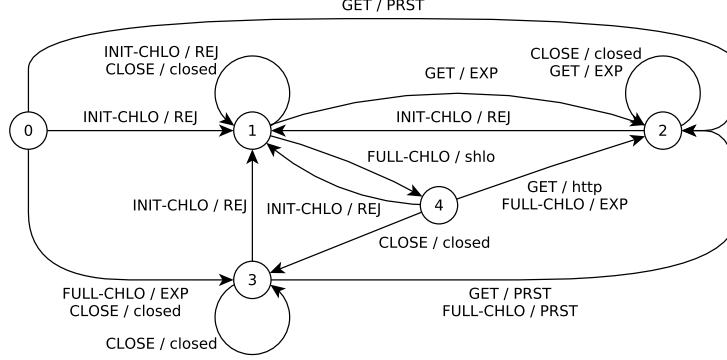 GET / PRST
INIT-CHLO / REJ
CLOSE / closed
CLOSE / closed
GET / EXP
GET / EXP
INIT-CHLO / REJ
INIT-CHLO / REJ
0
1
2
FULL-CHLO / shlo
GET / http
FULL-CHLO / EXP
INIT-CHLO / REJ
INIT-CHLO / REJ
4
CLOSE / closed
3
FULL-CHLO / EXP
CLOSE / closed
GET / PRST
FULL-CHLO / PRST
CLOSE / closed